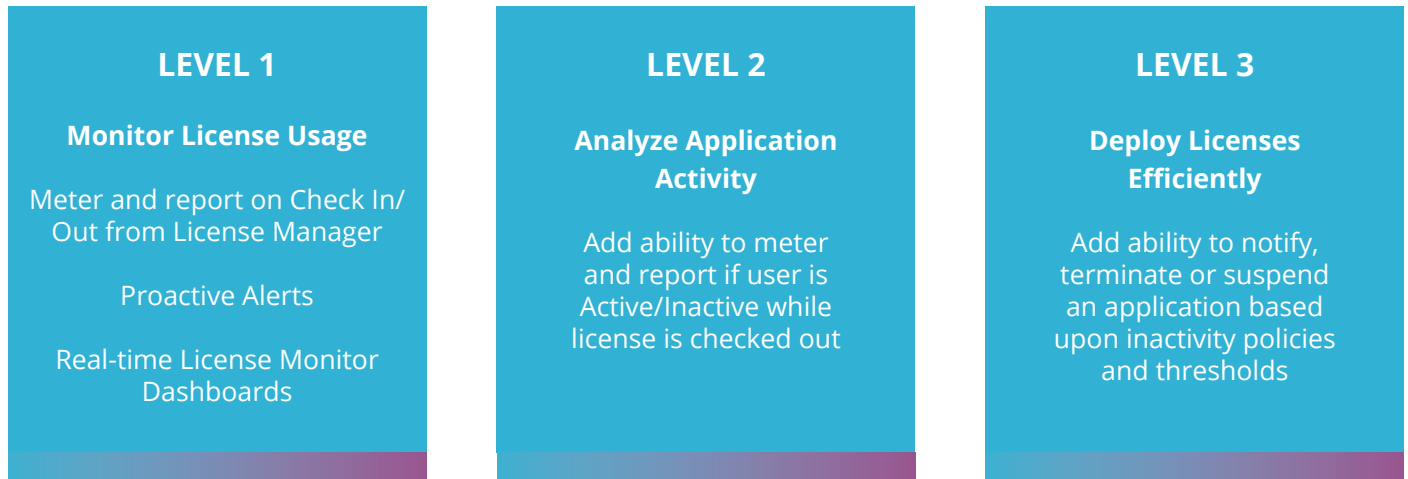 LEVEL 1
Monitor License Usage
Meter and report on Check In/
Out from License Manager
Proactive Alerts
Real-time License Monitor
Dashboards
LEVEL 2
Analyze Application
Activity
Add ability to meter
and report if user is
Active/Inactive while
license is checked out
LEVEL 3
Deploy Licenses
Efficiently
Add ability to notify,
terminate or suspend
an application based
upon inactivity policies
and thresholds